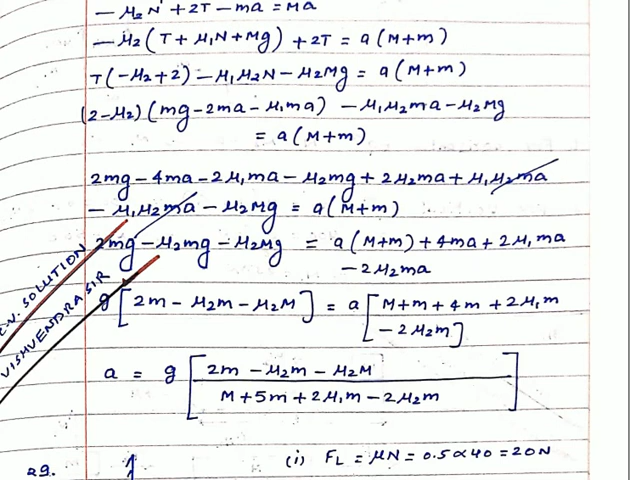 - μ₂N' + 2T - ma = Ma
- μ₂(T + μ₁N + Mg) + 2T = a(M+m)
T(-μ₂+2) - μ₁μ₂N - μ₂Mg = a(M+m)
(2-μ₂)(mg - 2ma - μ₁ma) - μ₁μ₂ma - μ₂Mg
= a(M+m)
2mg - 4ma - 2μ₁ma - μ₂mg + 2μ₂ma + μ₁μ₂ma
- μ₁μ₂ma - μ₂Mg = a(M+m)
2mg - μ₂mg - μ₂Mg = a(M+m) + 4ma + 2μ₁ma
- 2μ₂ma
g[2m - μ₂m - μ₂M] = a[M+m+4m+2μ₁m
- 2μ₂m]
a = g[2m - μ₂m - μ₂M
M+5m+2μ₁m-2μ₂m]
SOLUTION
VISHVENDRA SIR
29.
(i) FL = μN = 0.5×40 = 20N